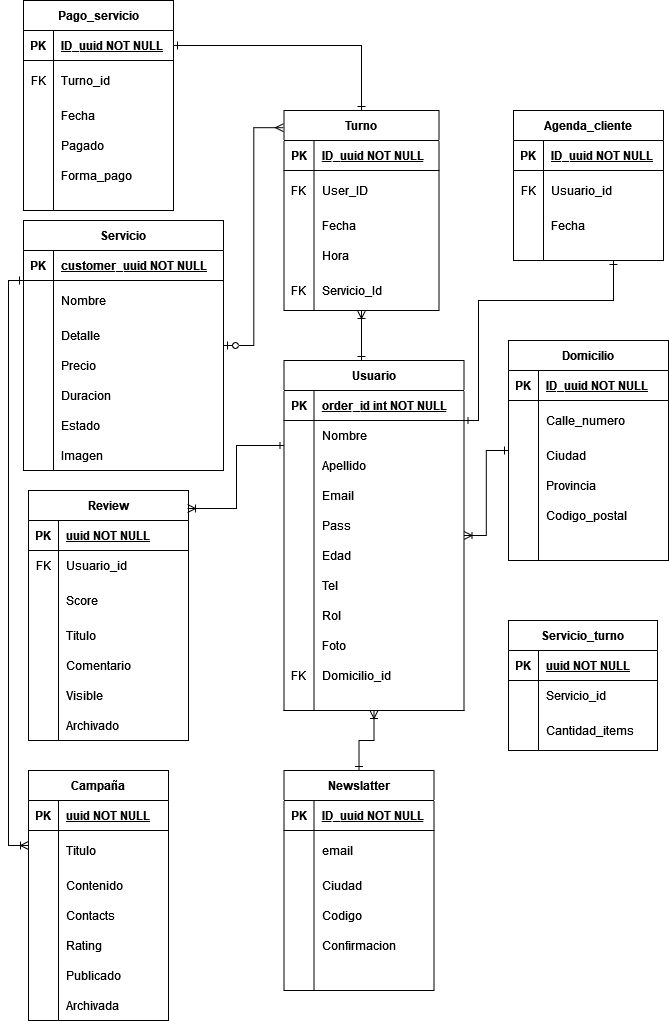 Pago_servicio
PK ID_uuid NOT NULL
FK Turno_id
Fecha
Pagado
Forma_pago
Turno
PK ID_uuid NOT NULL
FK User_ID
Fecha
Hora
FK Servicio_Id
Agenda_cliente
PK ID_uuid NOT NULL
FK Usuario_id
Fecha
Servicio
PK customer_uuid NOT NULL
Nombre
Detalle
Precio
Duracion
Estado
Imagen
Usuario
PK order_id int NOT NULL
Nombre
Apellido
Email
Pass
Edad
Tel
Rol
Foto
FK Domicilio_id
Domicilio
PK ID_uuid NOT NULL
Calle_numero
Ciudad
Provincia
Codigo_postal
Review
PK uuid NOT NULL
FK Usuario_id
Score
Titulo
Comentario
Visible
Archivado
Servicio_turno
PK uuid NOT NULL
Servicio_id
Cantidad_items
Campaña
PK uuid NOT NULL
Titulo
Contenido
Contacts
Rating
Publicado
Archivada
Newslatter
PK ID_uuid NOT NULL
email
Ciudad
Codigo
Confirmacion